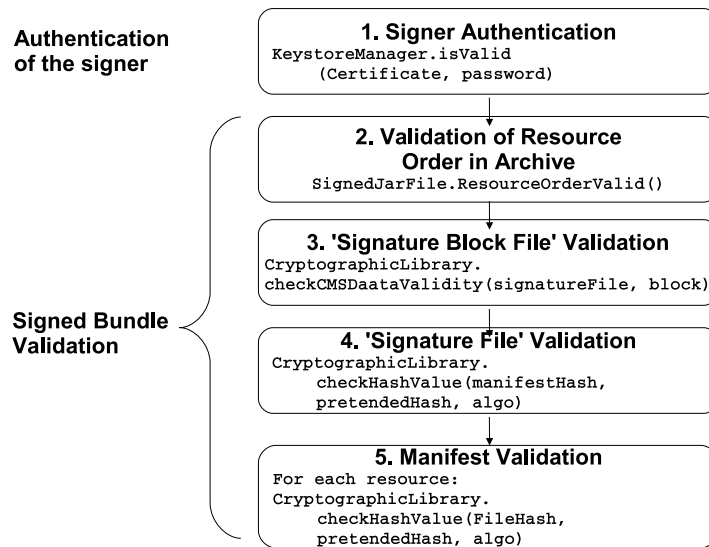 Authentication
of the signer
1. Signer Authentication
KeystoreManager.isValid
(Certificate, password)
2. Validation of Resource
Order in Archive
SignedJarFile.ResourceOrderValid()
3. 'Signature Block File' Validation
CryptographicLibrary.
checkCMSDaataValidity(signatureFile, block)
Signed Bundle
Validation
4. 'Signature File' Validation
CryptographicLibrary.
checkHashValue(manifestHash,
pretendedHash, algo)
5. Manifest Validation
For each resource:
CryptographicLibrary.
checkHashValue(FileHash,
pretendedHash, algo)